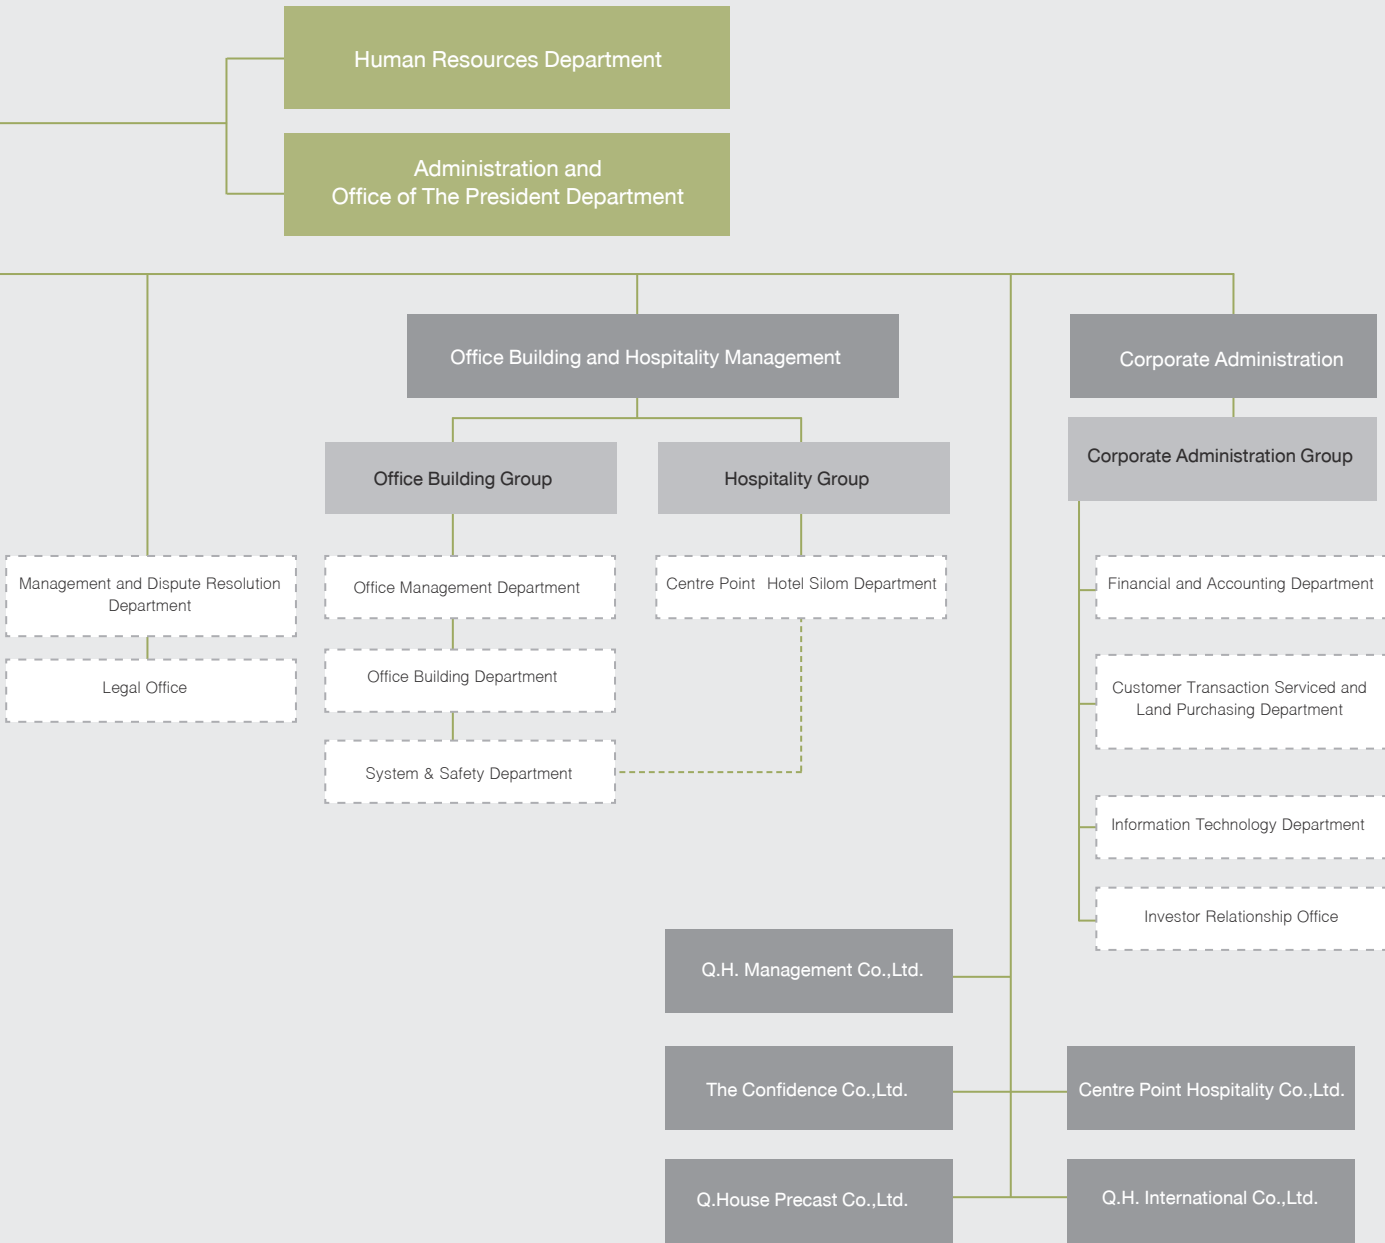 Human Resources Department
Administration and
Office of The President Department
Office Building and Hospitality Management
Corporate Administration
Office Building Group
Hospitality Group
Corporate Administration Group
Management and Dispute Resolution
Department
Legal Office
Office Management Department
Office Building Department
System & Safety Department
Centre Point Hotel Silom Department
Financial and Accounting Department
Customer Transaction Serviced and
Land Purchasing Department
Information Technology Department
Investor Relationship Office
Q.H. Management Co.,Ltd.
The Confidence Co.,Ltd.
Centre Point Hospitality Co.,Ltd.
Q.House Precast Co.,Ltd.
Q.H. International Co.,Ltd.